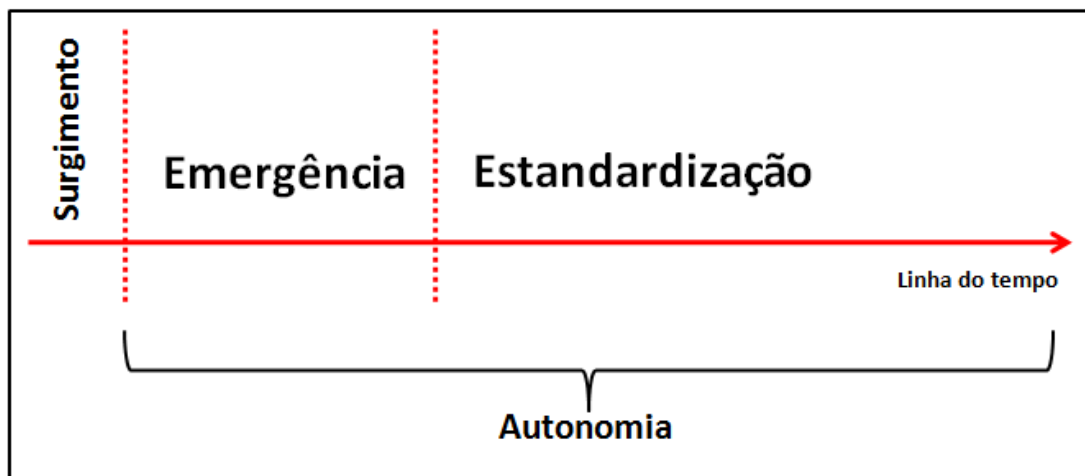 Surgimento
Emergência
Estandardização
Linha do tempo
Autonomia